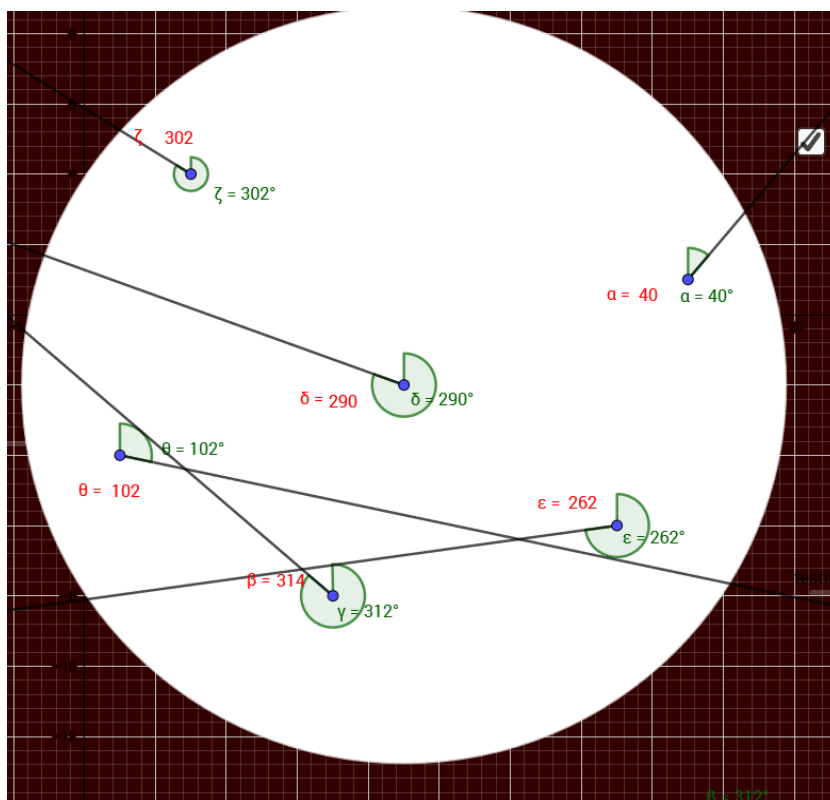 ζ 302
ζ = 302°
α = 40
α = 40°
δ = 290
δ = 290°
θ = 102°
θ = 102
ε = 262
ε = 262°
β = 314
γ = 312°